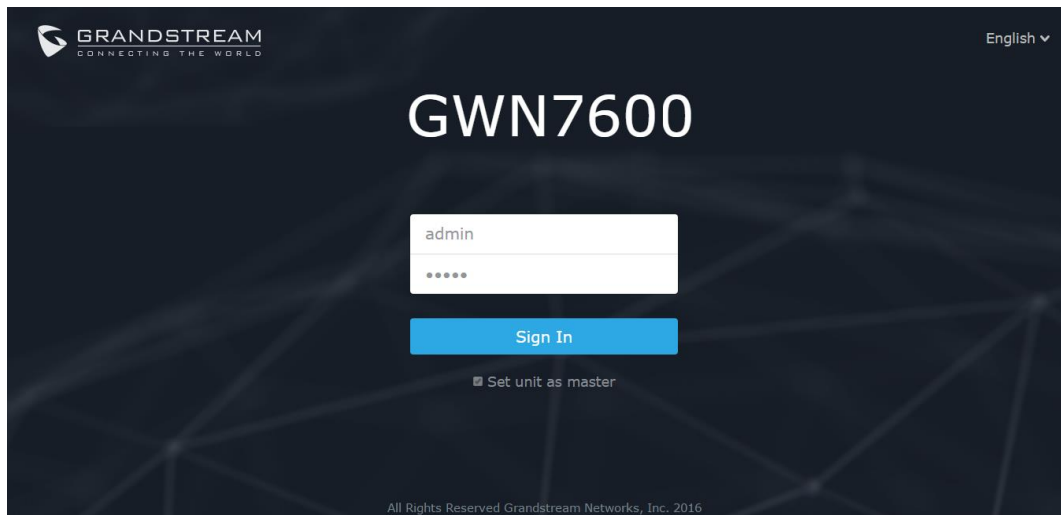 GRANDSTREAM
CONNECTING THE WORLD
English
GWN7600
admin
•••••
Sign In
Set unit as master
All Rights Reserved Grandstream Networks, Inc. 2016